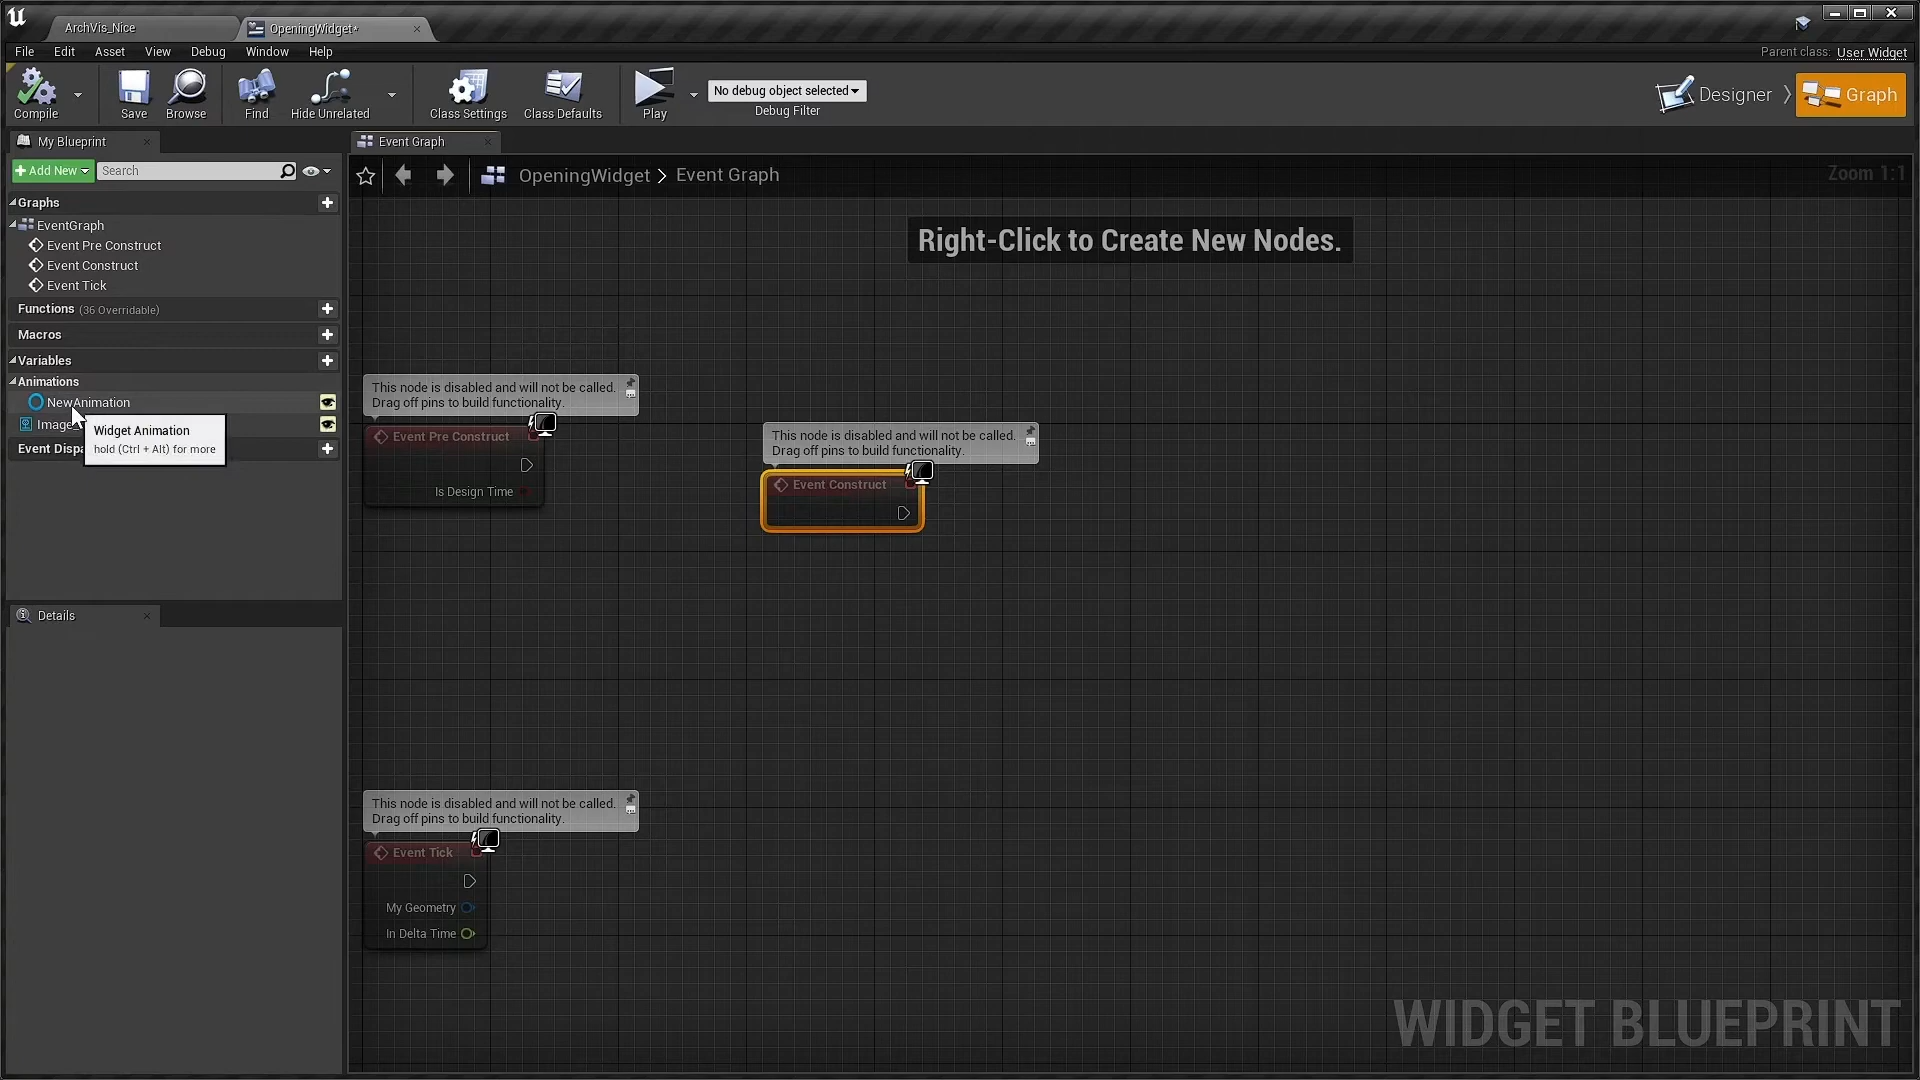 ArchVis_Nice
OpeningWidget*
File Edit Asset View Debug Window Help
Parent class: User Widget
Compile
Save
Browse
Find
Hide Unrelated
Class Settings
Class Defaults
Play
No debug object selected
Debug Filter
Designer
Graph
My Blueprint
Event Graph
Add New
Search
OpeningWidget > Event Graph
Zoom 1:1
Graphs
EventGraph
Event Pre Construct
Event Construct
Event Tick
Functions (36 Overridable)
Macros
Variables
Animations
NewAnimation
Image_
Event Dispa
Widget Animation
hold (Ctrl + Alt) for more
Details
Right-Click to Create New Nodes.
This node is disabled and will not be called.
Drag off pins to build functionality.
Event Pre Construct
Is Design Time
This node is disabled and will not be called.
Drag off pins to build functionality.
Event Construct
This node is disabled and will not be called.
Drag off pins to build functionality.
Event Tick
My Geometry
In Delta Time
WIDGET BLUEPRINT